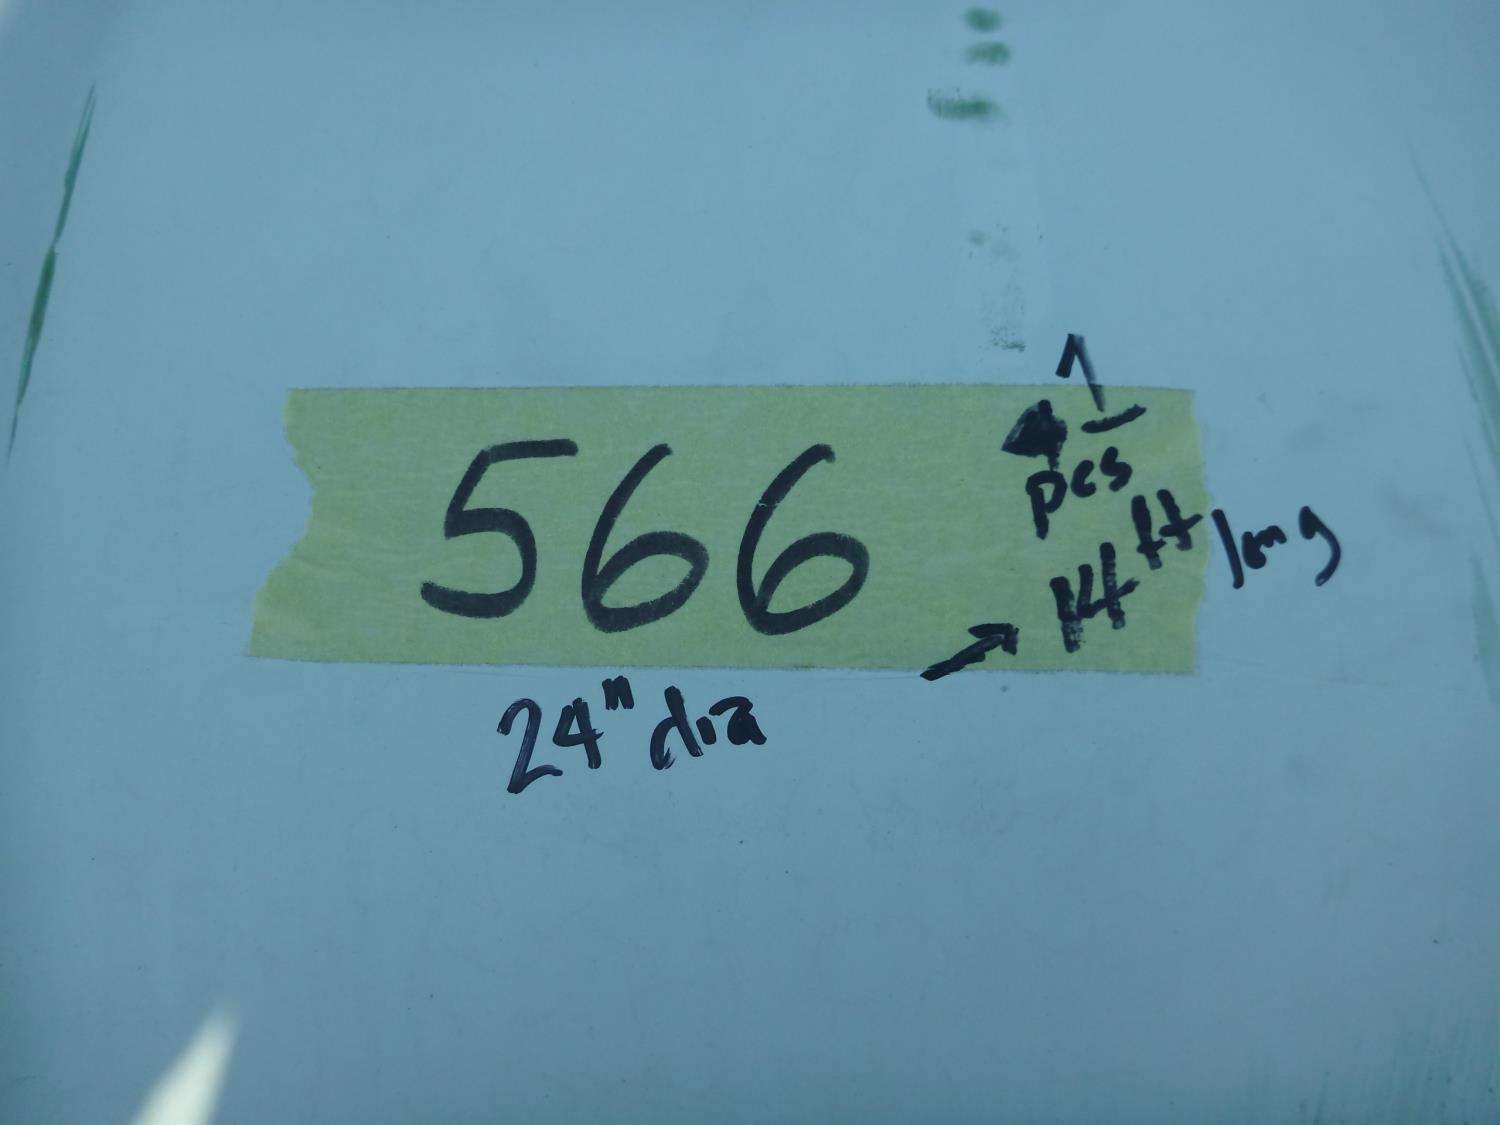 566
1
pcs
14 ft long
24" dia